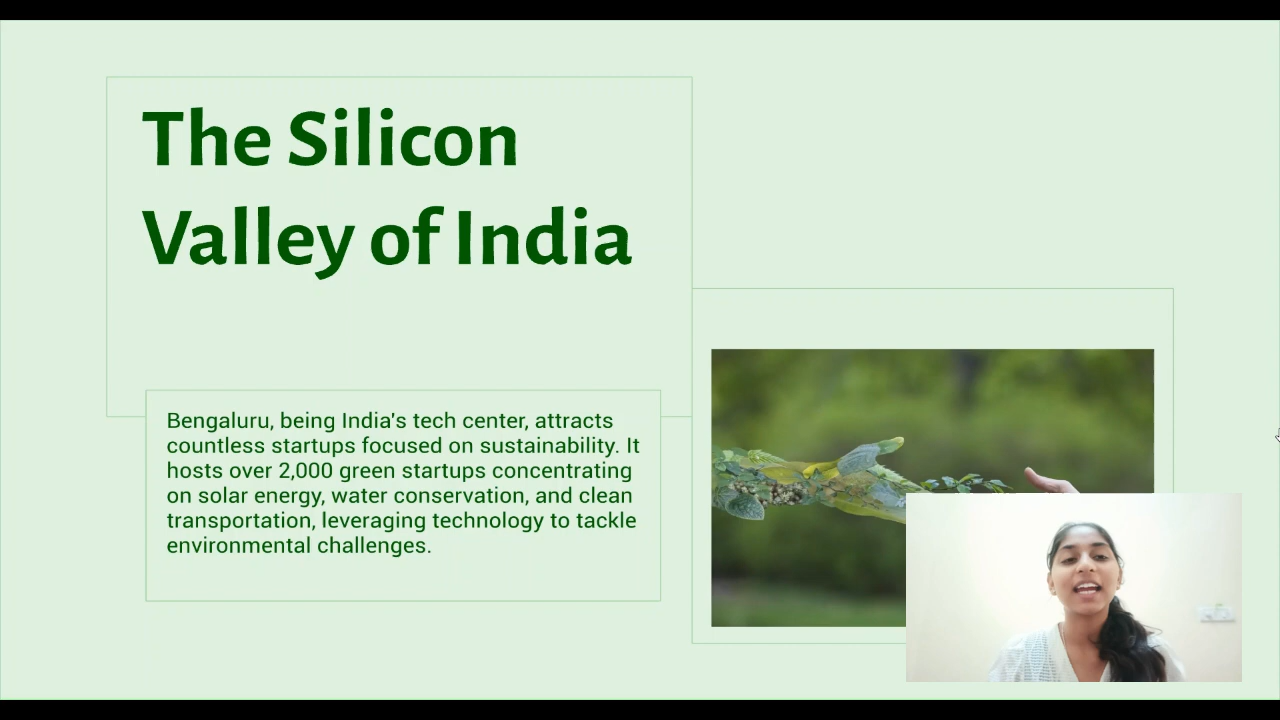 The Silicon
Valley of India
Bengaluru, being India's tech center, attracts
countless startups focused on sustainability. It
hosts over 2,000 green startups concentrating
on solar energy, water conservation, and clean
transportation, leveraging technology to tackle
environmental challenges.